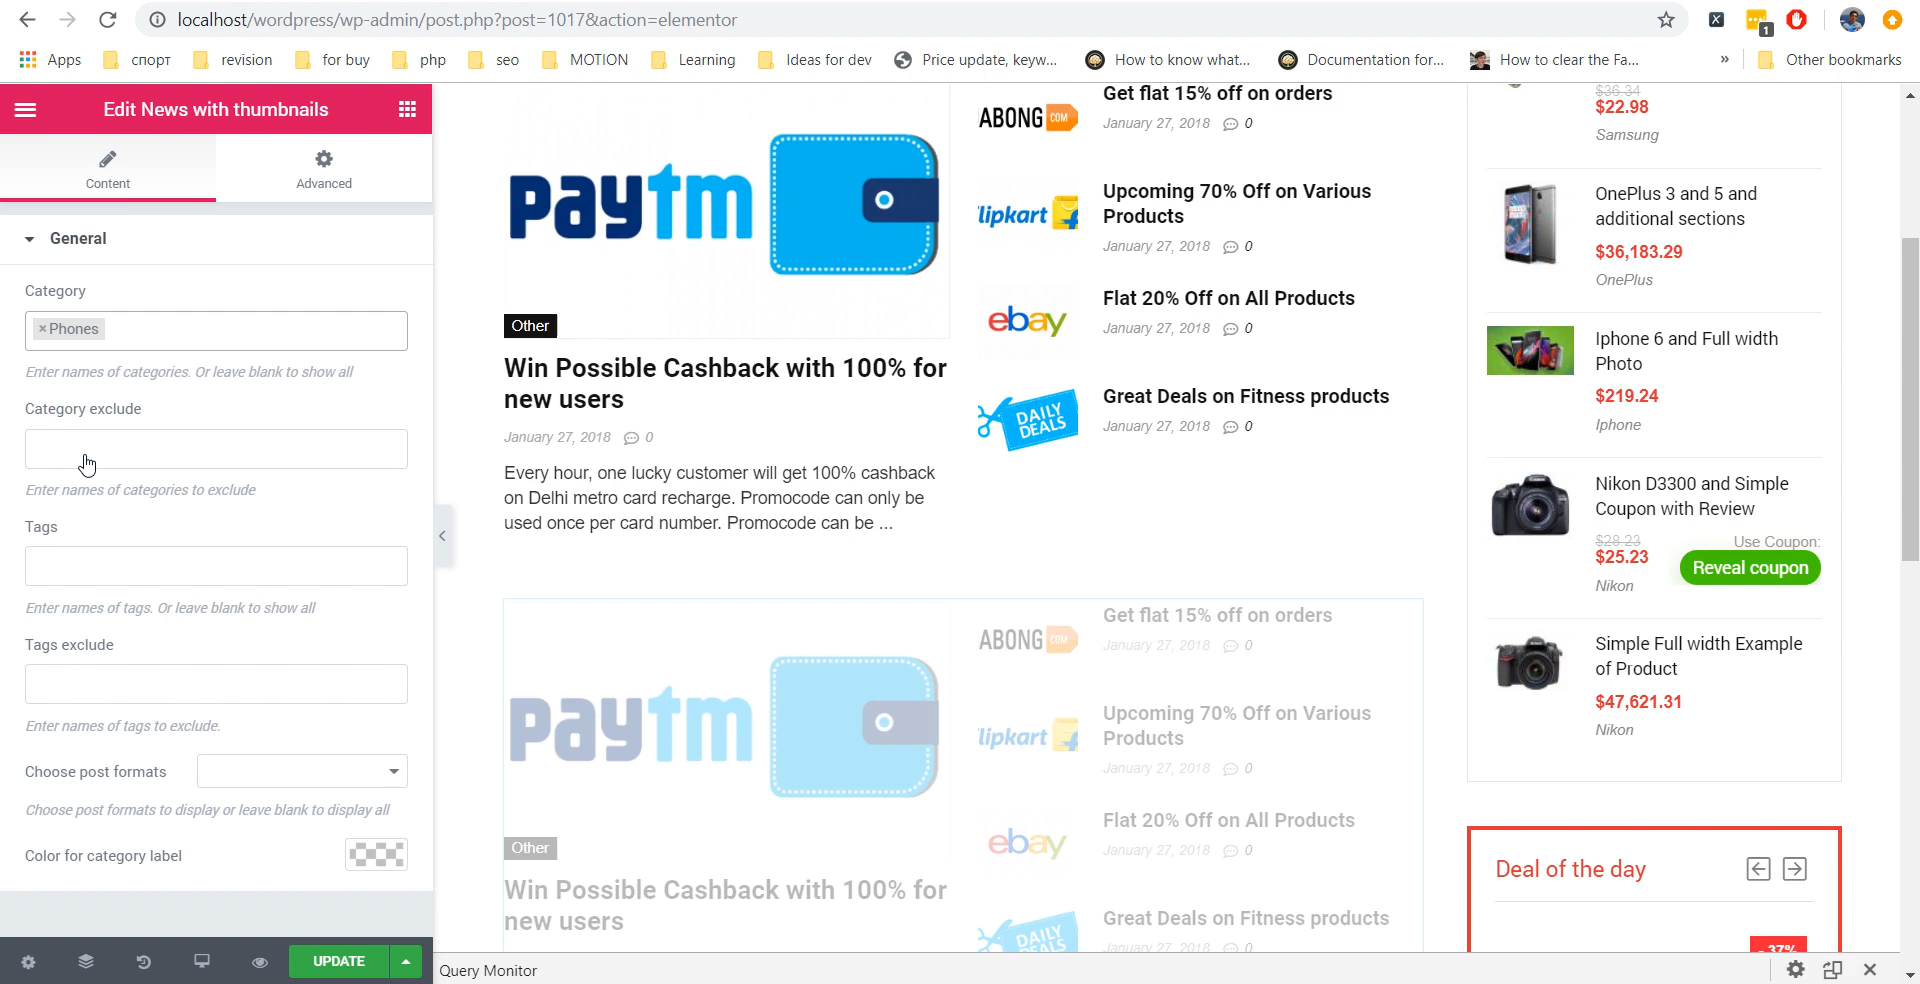 localhost/wordpress/wp-admin/post.php?post=1017&action=elementor
1
Apps
спорт
revision
for buy
php
seo
MOTION
Learning
Ideas for dev
Price update, keyw...
How to know what...
Documentation for...
How to clear the Fa...
»
Other bookmarks
Edit News with thumbnails
Content
Advanced
General
Category
× Phones
Enter names of categories. Or leave blank to show all
Category exclude
Enter names of categories to exclude
Tags
Enter names of tags. Or leave blank to show all
Tags exclude
Enter names of tags to exclude.
Choose post formats
Choose post formats to display or leave blank to display all
Color for category label
UPDATE
paytm
Other
Win Possible Cashback with 100% for
new users
January 27, 2018 0
Every hour, one lucky customer will get 100% cashback
on Delhi metro card recharge. Promocode can only be
used once per card number. Promocode can be ...
ABONG COM
Get flat 15% off on orders
January 27, 2018 0
lipkart
Upcoming 70% Off on Various
Products
January 27, 2018 0
ebay
Flat 20% Off on All Products
January 27, 2018 0
DAILY
DEALS
Great Deals on Fitness products
January 27, 2018 0
paytm
Other
Win Possible Cashback with 100% for
new users
ABONG COM
Get flat 15% off on orders
January 27, 2018 0
lipkart
Upcoming 70% Off on Various
Products
January 27, 2018 0
ebay
Flat 20% Off on All Products
January 27, 2018 0
DAILY
Great Deals on Fitness products
January 27, 2018 0
$36.34
$22.98
Samsung
OnePlus 3 and 5 and
additional sections
$36,183.29
OnePlus
Iphone 6 and Full width
Photo
$219.24
Iphone
Nikon D3300 and Simple
Coupon with Review
$28.23
$25.23
Use Coupon:
Reveal coupon
Nikon
Simple Full width Example
of Product
$47,621.31
Nikon
Deal of the day
- 37%
Query Monitor